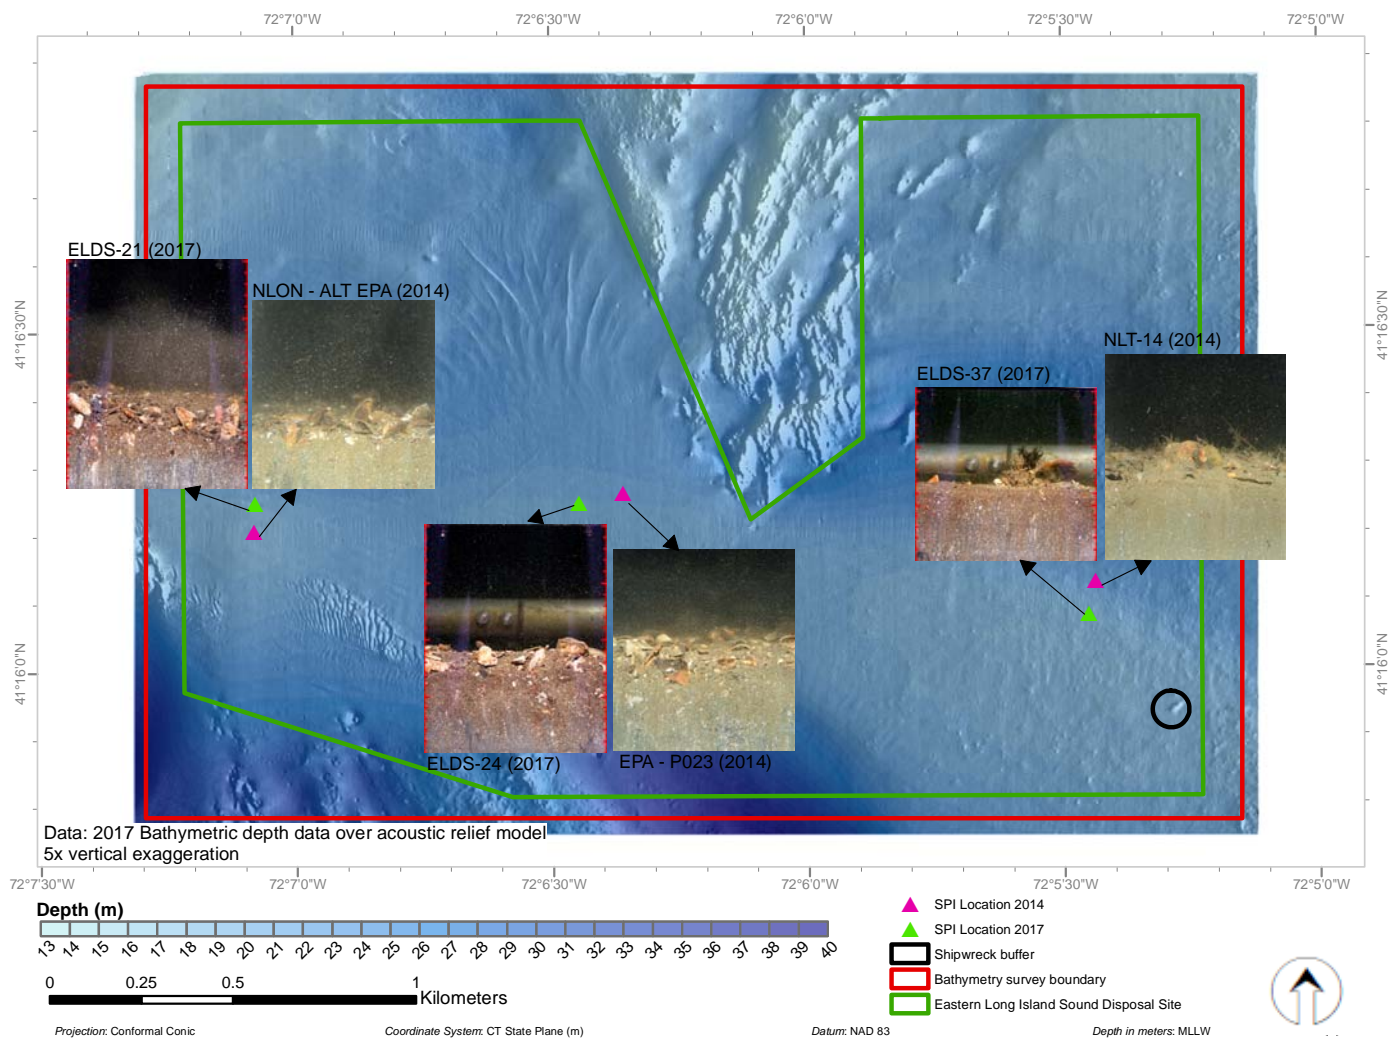 72°7'0"W 72°6'30"W 72°6'0"W 72°5'30"W 72°5'0"W
ELDS-21 (2017)
NLON - ALT EPA (2014)
41°16'30"N
41°16'30"N
NLT-14 (2014)
ELDS-37 (2017)
41°16'0"N
41°16'0"N
ELDS-24 (2017)
EPA - P023 (2014)
Data: 2017 Bathymetric depth data over acoustic relief model
5x vertical exaggeration
72°7'30"W 72°7'0"W 72°6'30"W 72°6'0"W 72°5'30"W 72°5'0"W
Depth (m)
13 14 15 16 17 18 19 20 21 22 23 24 25 26 27 28 29 30 31 32 33 34 35 36 37 38 39 40
0 0.25 0.5 1
Kilometers
SPI Location 2014
SPI Location 2017
Shipwreck buffer
Bathymetry survey boundary
Eastern Long Island Sound Disposal Site
Projection: Conformal Conic Coordinate System: CT State Plane (m) Datum: NAD 83 Depth in meters: MLLW